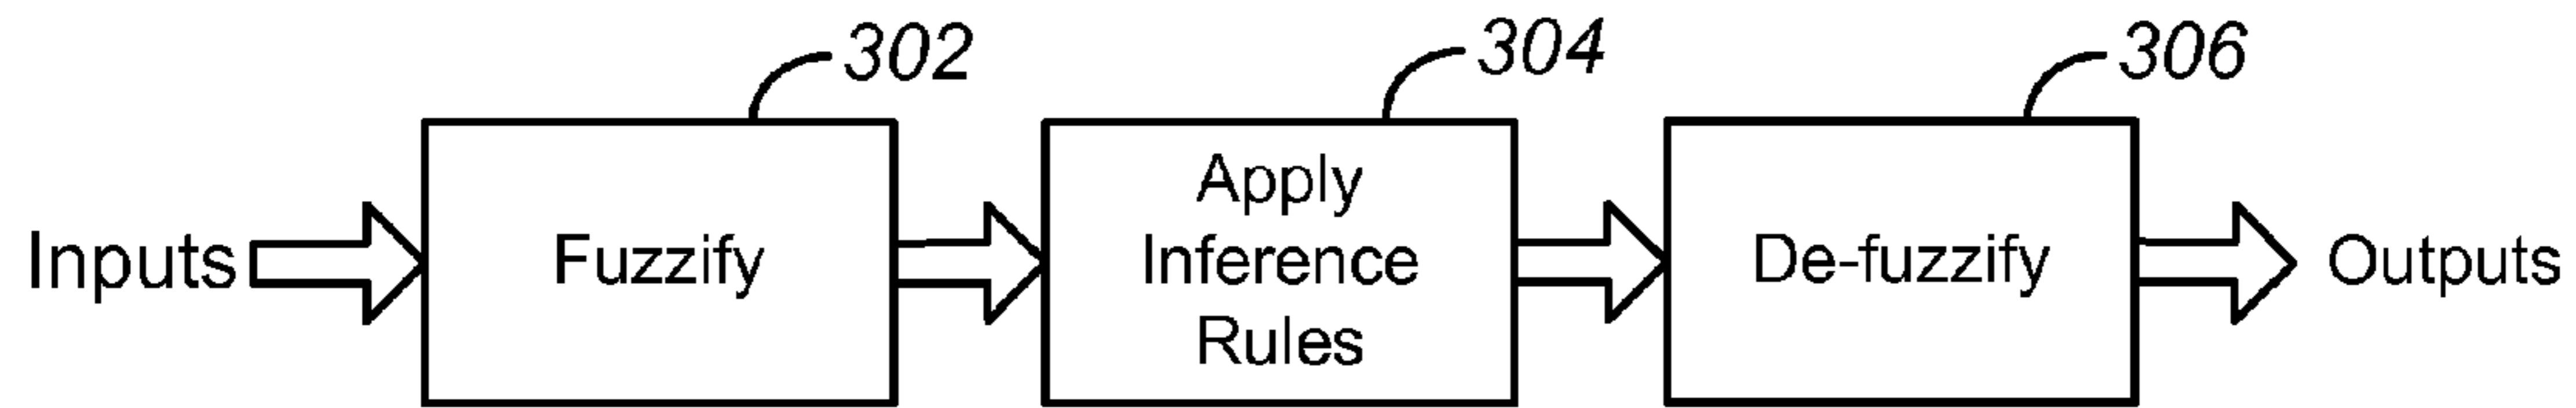 302
304
306
Inputs
Fuzzify
Apply
Inference
Rules
De-fuzzify
Outputs